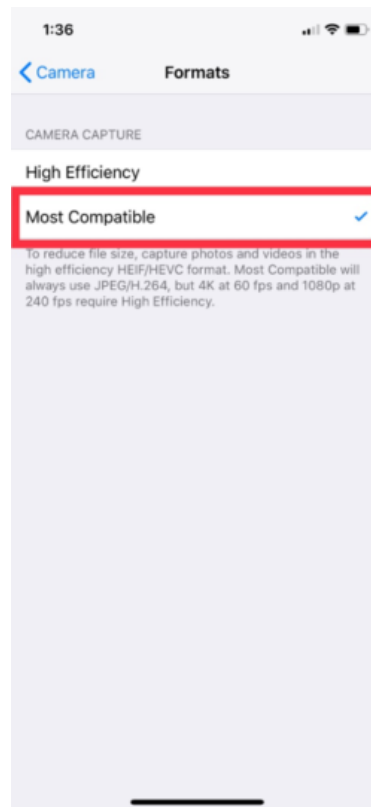 1:36
Camera
Formats
CAMERA CAPTURE
High Efficiency
Most Compatible
To reduce file size, capture photos and videos in the
high efficiency HEIF/HEVC format. Most Compatible will
always use JPEG/H.264, but 4K at 60 fps and 1080p at
240 fps require High Efficiency.